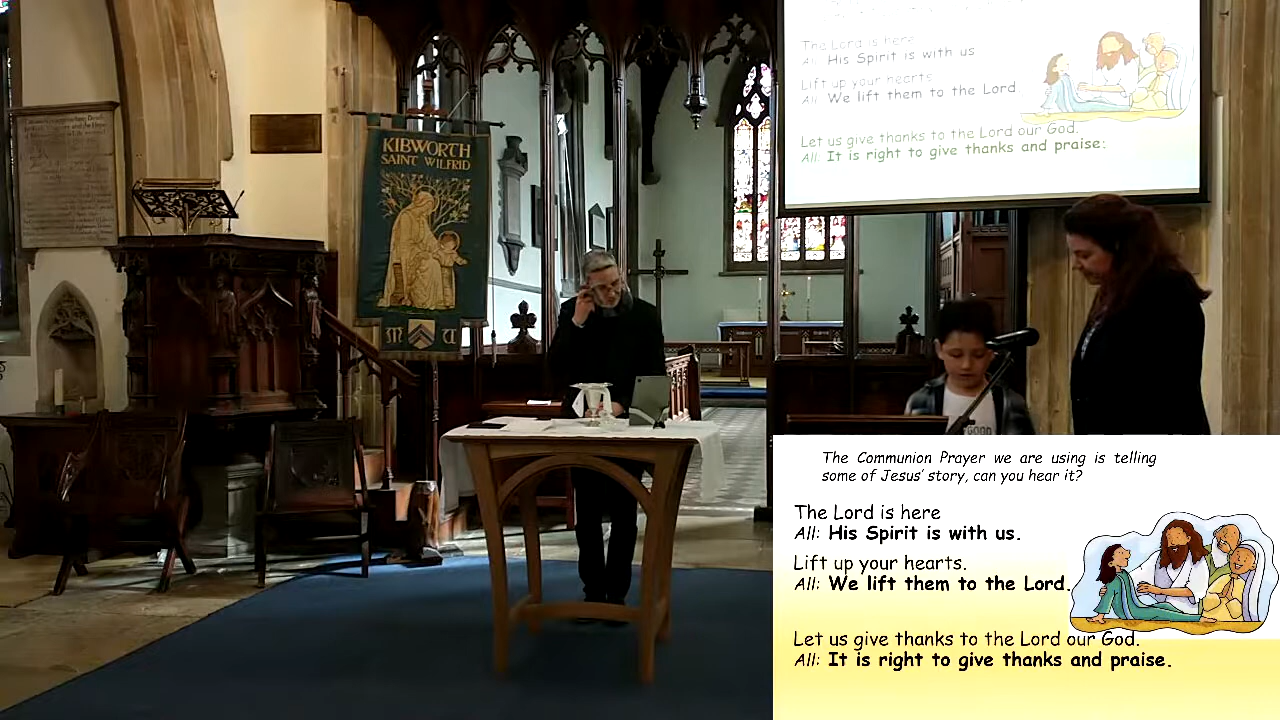 KIBWORTH
SAINT WILFRID
M U
The Lord is here
All: His Spirit is with us
Lift up your hearts
All: We lift them to the Lord
Let us give thanks to the Lord our God.
All: It is right to give thanks and praise:
GOOD
The Communion Prayer we are using is telling
some of Jesus' story, can you hear it?
The Lord is here
All: His Spirit is with us.
Lift up your hearts.
All: We lift them to the Lord.
Let us give thanks to the Lord our God.
All: It is right to give thanks and praise.